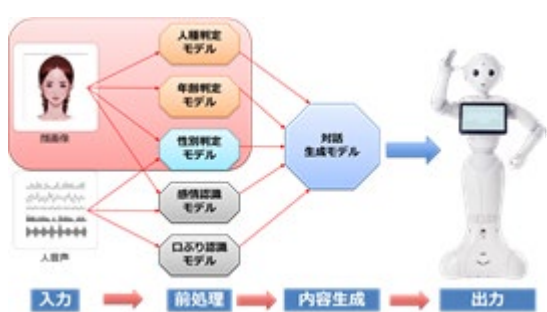 人種判定
モデル
年齢判定
モデル
顔画像
性別判定
モデル
対話
生成モデル
感情認識
モデル
人音声
口ぶり認識
モデル
入力
前処理
内容生成
出力